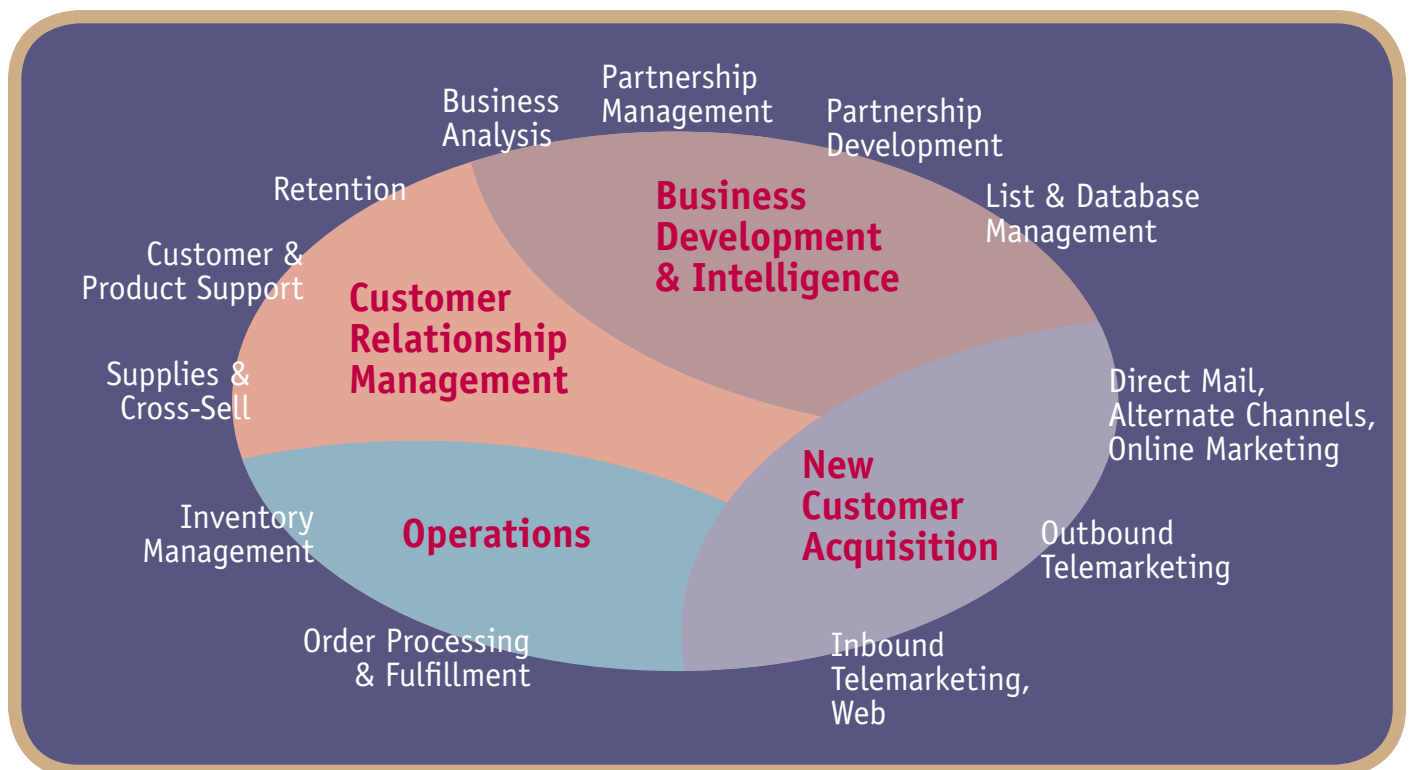 Partnership
Management
Business
Analysis
Partnership
Development
Retention
List & Database
Management
Business
Development
& Intelligence
Customer &
Product Support
Customer
Relationship
Management
Supplies &
Cross-Sell
Direct Mail,
Alternate Channels,
Online Marketing
New
Customer
Acquisition
Inventory
Management
Operations
Outbound
Telemarketing
Order Processing
& Fulfillment
Inbound
Telemarketing,
Web